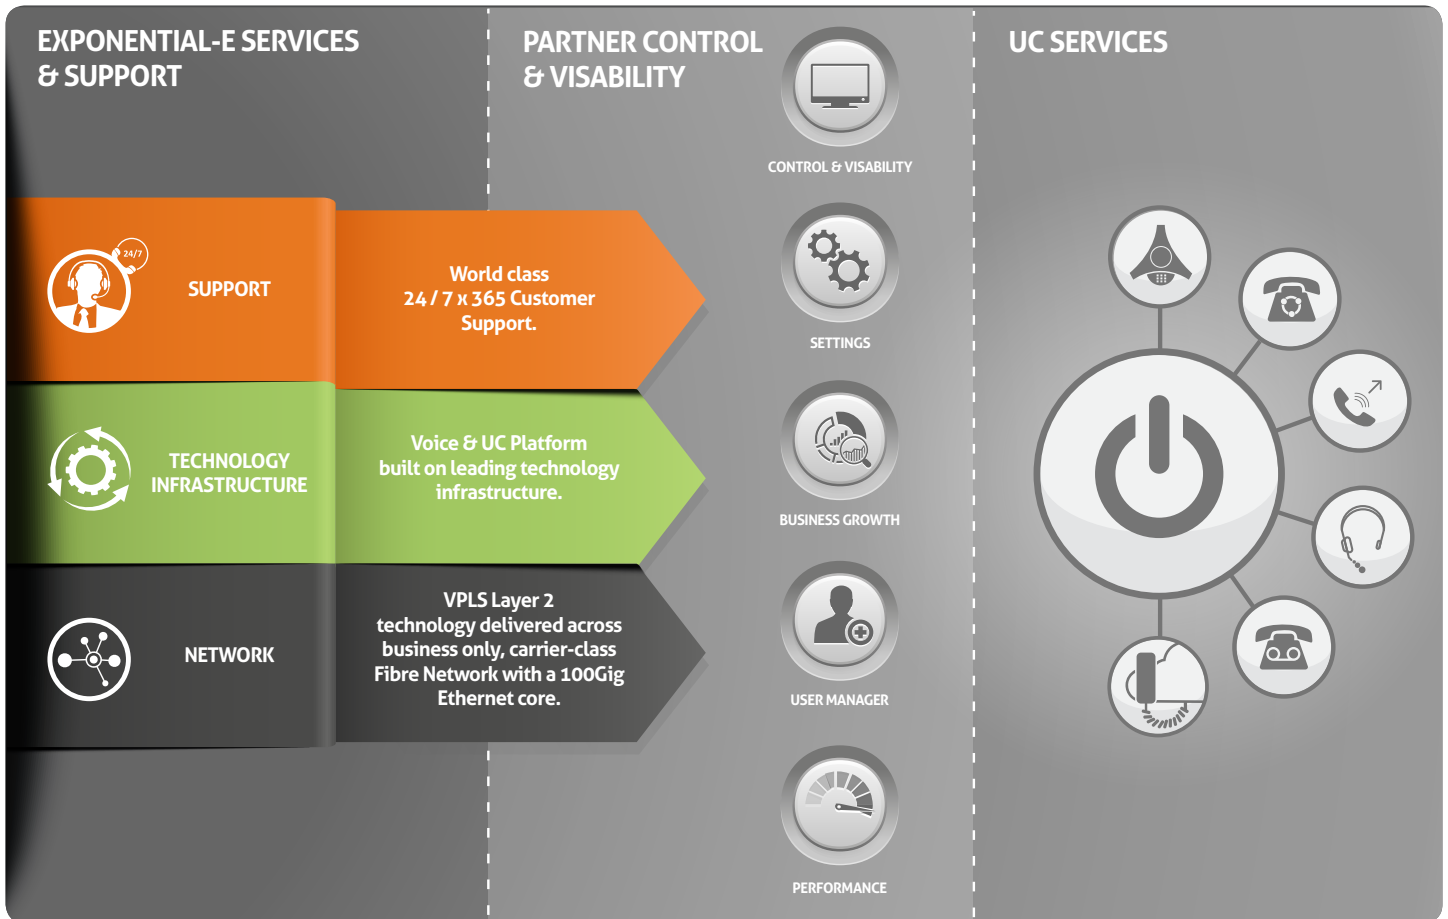 EXPONENTIAL-E SERVICES
& SUPPORT
PARTNER CONTROL
& VISABILITY
UC SERVICES
CONTROL & VISABILITY
SETTINGS
BUSINESS GROWTH
USER MANAGER
PERFORMANCE
24/7
SUPPORT
World class
24 / 7 x 365 Customer
Support.
TECHNOLOGY
INFRASTRUCTURE
Voice & UC Platform
built on leading technology
infrastructure.
NETWORK
VPLS Layer 2
technology delivered across
business only, carrier-class
Fibre Network with a 100Gig
Ethernet core.